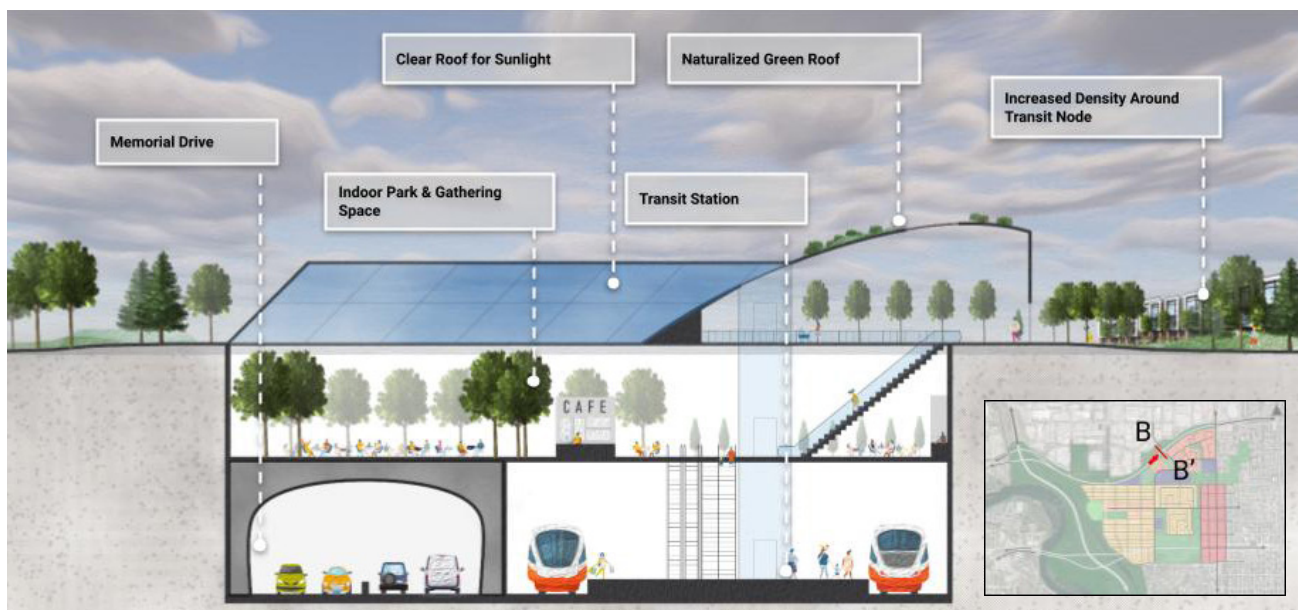 Clear Roof for Sunlight
Naturalized Green Roof
Increased Density Around
Transit Node
Memorial Drive
Indoor Park & Gathering
Space
Transit Station
CAFE
B
B'